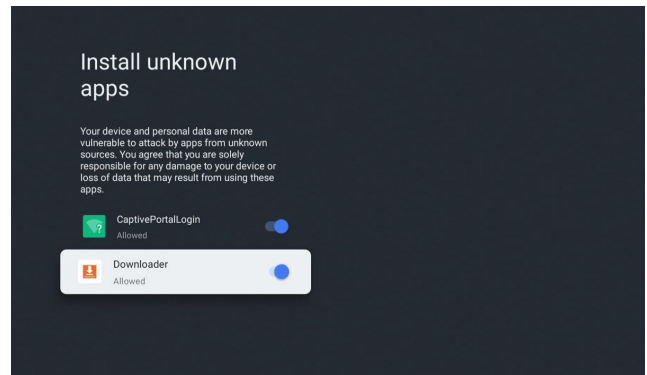 Install unknown
apps
Your device and personal data are more
vulnerable to attack by apps from unknown
sources. You agree that you are solely
responsible for any damage to your device or
loss of data that may result from using these
apps.
?
CaptivePortalLogin
Allowed
Downloader
Allowed